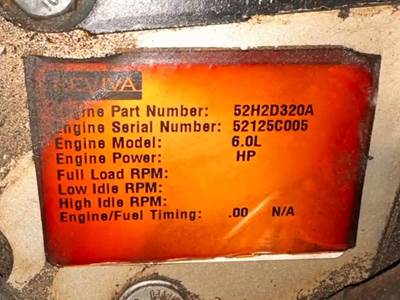 REVIVA
Engine Part Number: 52H2D320A
Engine Serial Number: 52125C005
Engine Model: 6.0L
Engine Power: HP
Full Load RPM:
Low Idle RPM:
High Idle RPM:
Engine/Fuel Timing: .00 N/A